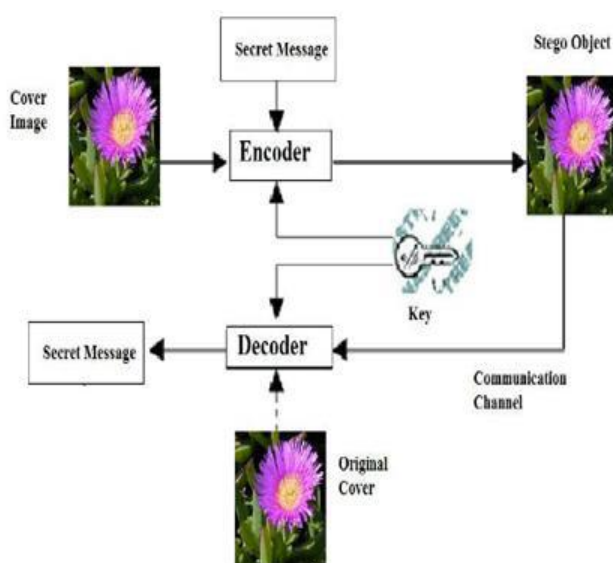 Secret Message
Stego Object
Cover
Image
Encoder
Key
Secret Message
Decoder
Communication
Channel
Original
Cover